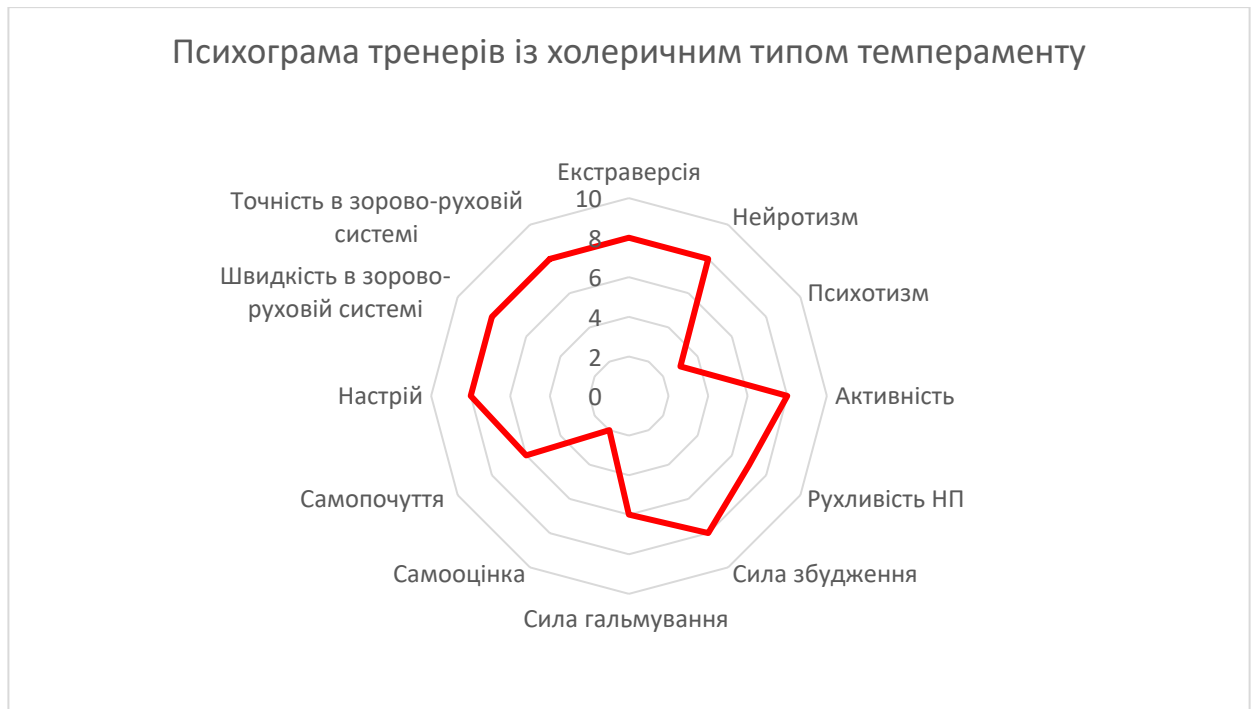 Психограма тренерів із холеричним типом темпераменту
Екстраверсія
Нейротизм
Психотизм
Активність
Рухливість НП
Сила збудження
Сила гальмування
Самооцінка
Самопочуття
Настрій
Швидкість в зорово-
руховій системі
Точність в зорово-руховій
системі
10
8
6
4
2
0